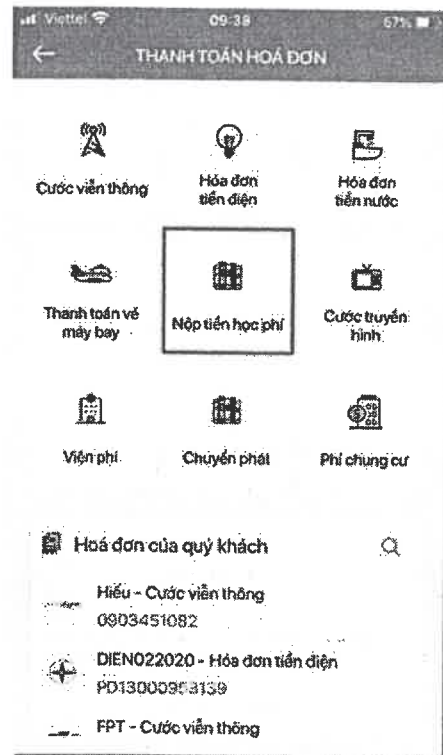 Viettel 09:38 57%
THANH TOÁN HOÁ ĐƠN
Cước viễn thông
Hóa đơn
tiền điện
Hóa đơn
tiền nước
Thanh toán vé
máy bay
Nộp tiền học phí
Cước truyền
hình
Viện phí
Chuyển phát
Phí chung cư
Hoá đơn của quý khách
Hiếu - Cước viễn thông
0903451082
DIEN022020 - Hóa đơn tiền điện
PD13000953139
FPT - Cước viễn thông